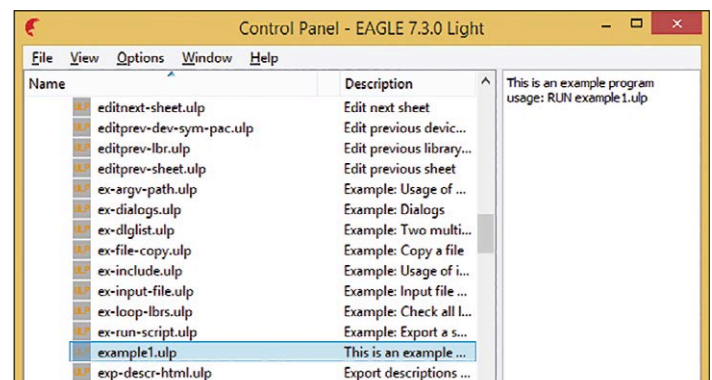 Control Panel - EAGLE 7.3.0 Light
File View Options Window Help
Name Description
This is an example program
usage: RUN example1.ulp
editnext-sheet.ulp Edit next sheet
editprev-dev-sym-pac.ulp Edit previous devic...
editprev-lbr.ulp Edit previous library...
editprev-sheet.ulp Edit previous sheet
ex-argv-path.ulp Example: Usage of ...
ex-dialogs.ulp Example: Dialogs
ex-dlglist.ulp Example: Two multi...
ex-file-copy.ulp Example: Copy a file
ex-include.ulp Example: Usage of i...
ex-input-file.ulp Example: Input file ...
ex-loop-lbrs.ulp Example: Check all l...
ex-run-script.ulp Example: Export a s...
example1.ulp This is an example ...
exp-descr-html.ulp Export descriptions ...